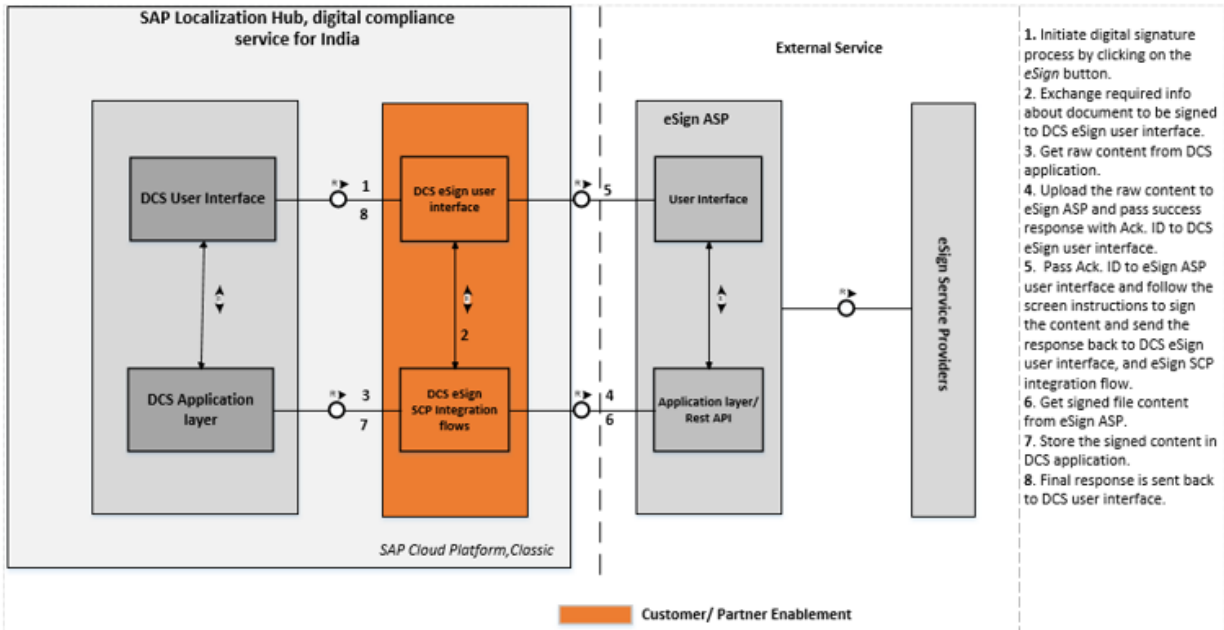 SAP Localization Hub, digital compliance
service for India
External Service
eSign ASP
DCS User Interface
R
1
8
DCS eSign user
interface
R
5
User Interface
R
2
R
eSign Service Providers
DCS Application
layer
R
3
7
DCS eSign
SCP Integration
flows
R
4
6
Application layer/
Rest API
SAP Cloud Platform,Classic
Customer/ Partner Enablement
1. Initiate digital signature
process by clicking on the
eSign button.
2. Exchange required info
about document to be signed
to DCS eSign user interface.
3. Get raw content from DCS
application.
4. Upload the raw content to
eSign ASP and pass success
response with Ack. ID to DCS
eSign user interface.
5. Pass Ack. ID to eSign ASP
user interface and follow the
screen instructions to sign
the content and send the
response back to DCS eSign
user interface, and eSign SCP
integration flow.
6. Get signed file content
from eSign ASP.
7. Store the signed content in
DCS application.
8. Final response is sent back
to DCS user interface.